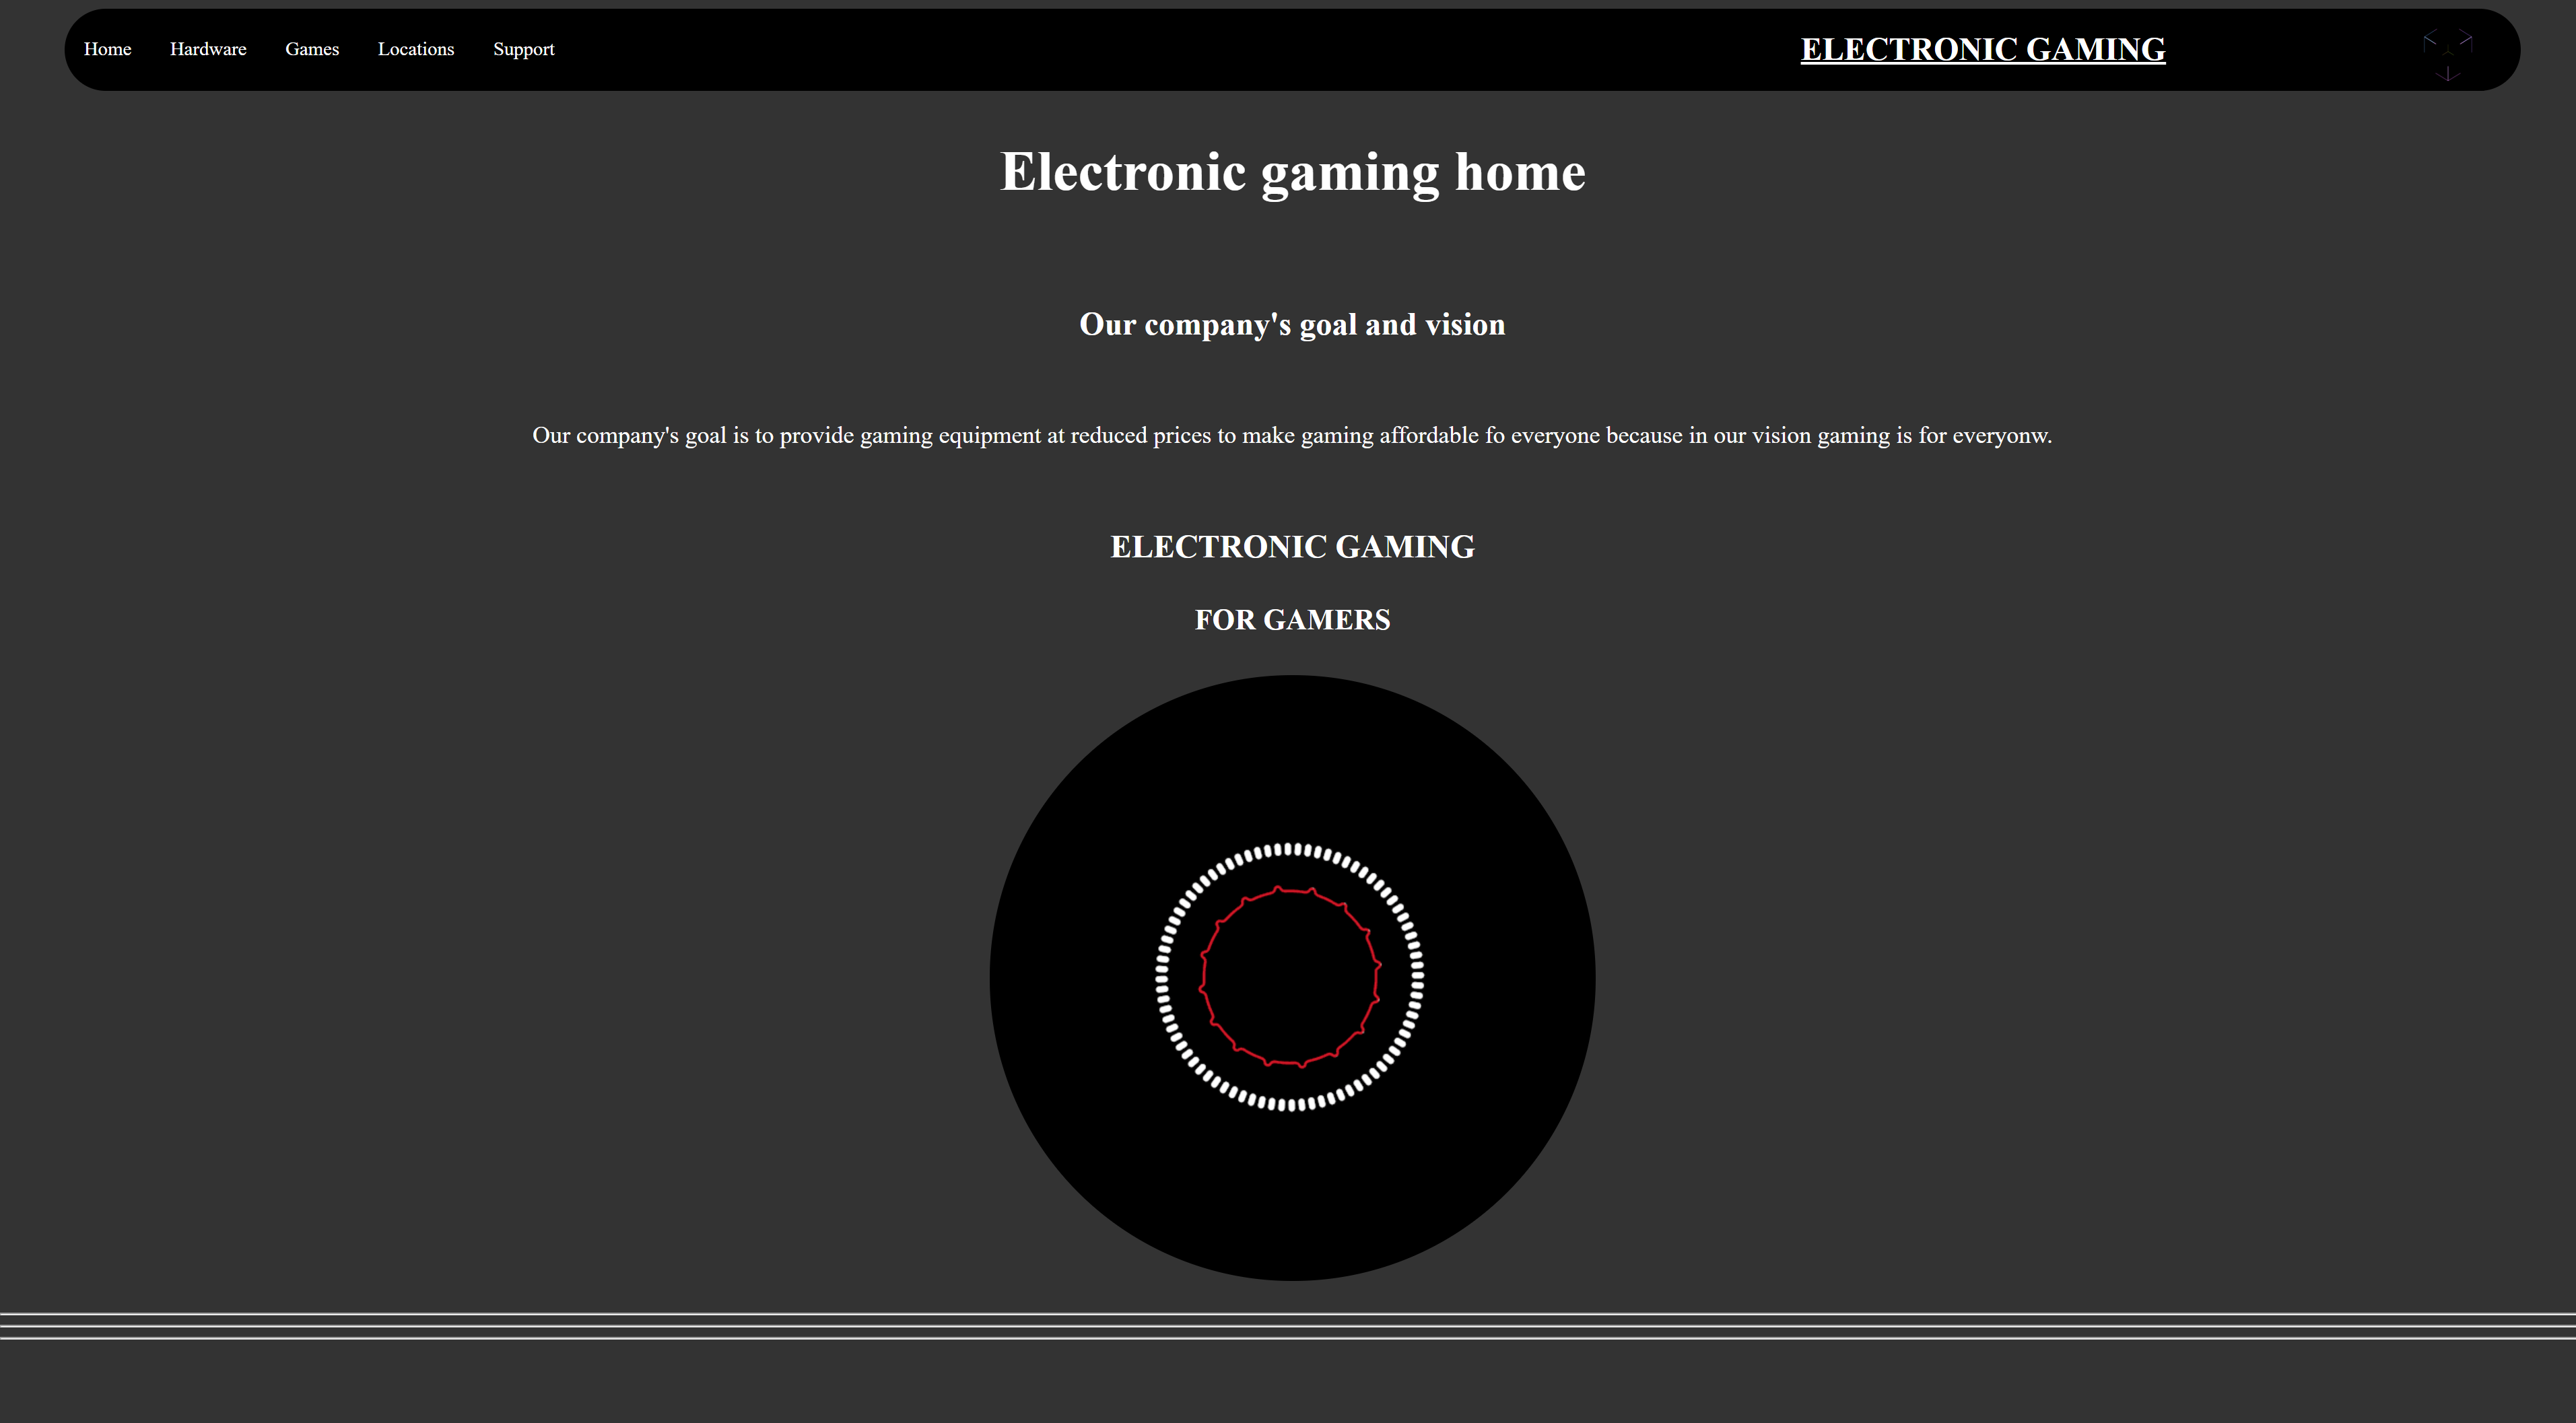 Home Hardware Games Locations Support ELECTRONIC GAMING
Electronic gaming home
Our company's goal and vision
Our company's goal is to provide gaming equipment at reduced prices to make gaming affordable fo everyone because in our vision gaming is for everyonw.
ELECTRONIC GAMING
FOR GAMERS